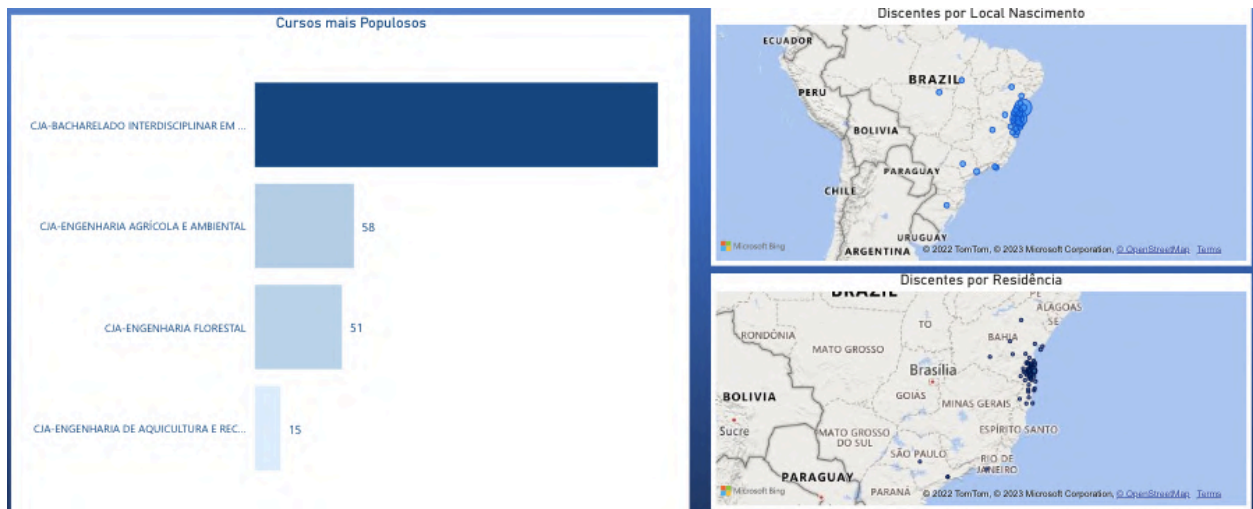 Cursos mais Populosos
CJA-BACHARELADO INTERDISCIPLINAR EM ...
CJA-ENGENHARIA AGRÍCOLA E AMBIENTAL
58
CJA-ENGENHARIA FLORESTAL
51
CJA-ENGENHARIA DE AQUICULTURA E REC...
15
Discentes por Local Nascimento
ECUADOR
BRAZIL
PERU
BOLIVIA
PARAGUAY
CHILE
URUGUAY
ARGENTINA
Microsoft Bing
© 2022 TomTom, © 2023 Microsoft Corporation, © OpenStreetMap Terms
Discentes por Residência
BRAZIL
PE
ALAGOAS
SE
TO
RONDÔNIA
BAHIA
MATO GROSSO
Brasília
GOIÁS
BOLIVIA
MINAS GERAIS
Sucre
MATO GROSSO
DO SUL
ESPÍRITO SANTO
SÃO PAULO
RIO DE
JANEIRO
PARAGUAY
PARANÁ
Microsoft Bing
© 2022 TomTom, © 2023 Microsoft Corporation, © OpenStreetMap Terms